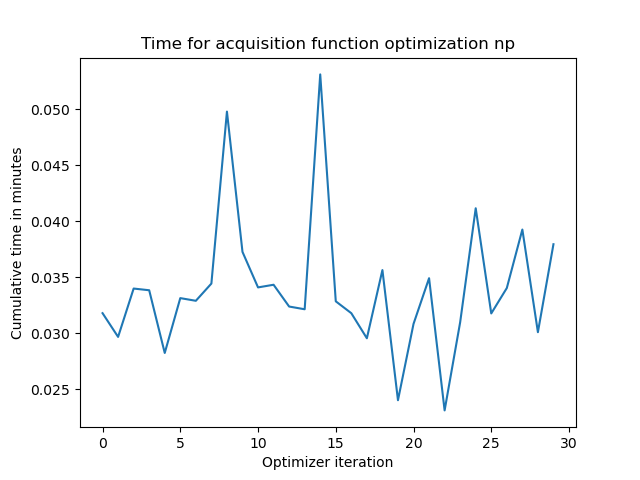 Time for acquisition function optimization np
Cumulative time in minutes
0.050
0.045
0.040
0.035
0.030
0.025
0 5 10 15 20 25 30
Optimizer iteration